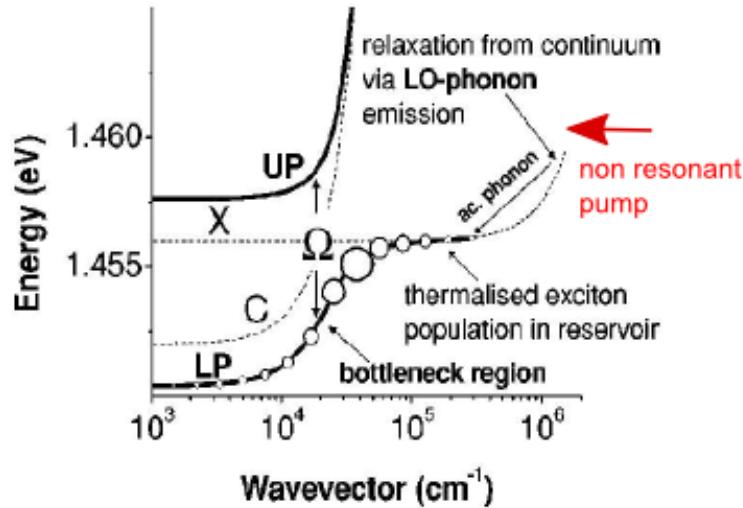 relaxation from continuum
via LO-phonon
emission
1.460
UP
non resonant
pump
ac. phonon
X
Ω
Energy (eV)
1.455
C
thermalised exciton
population in reservoir
LP
bottleneck region
10³ 10⁴ 10⁵ 10⁶
Wavevector (cm⁻¹)